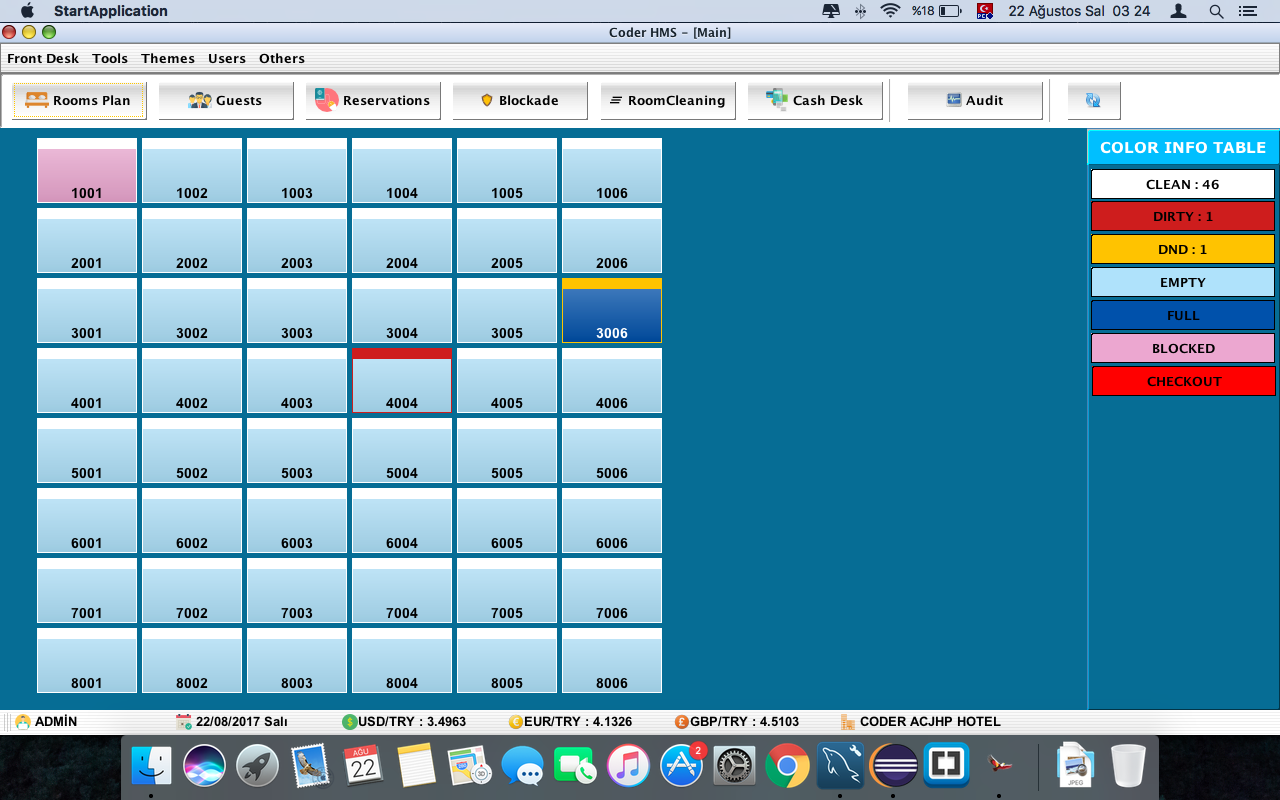 StartApplication %18 22 Ağustos Sal 03 24
Coder HMS - [Main]
Front Desk Tools Themes Users Others
Rooms Plan Guests Reservations Blockade RoomCleaning Cash Desk Audit
COLOR INFO TABLE
CLEAN : 46
DIRTY : 1
DND : 1
EMPTY
FULL
BLOCKED
CHECKOUT
1001 1002 1003 1004 1005 1006
2001 2002 2003 2004 2005 2006
3001 3002 3003 3004 3005 3006
4001 4002 4003 4004 4005 4006
5001 5002 5003 5004 5005 5006
6001 6002 6003 6004 6005 6006
7001 7002 7003 7004 7005 7006
8001 8002 8003 8004 8005 8006
ADMİN 22/08/2017 Salı USD/TRY : 3.4963 EUR/TRY : 4.1326 GBP/TRY : 4.5103 CODER ACJHP HOTEL
AĞU
22
3D
2
JPEG